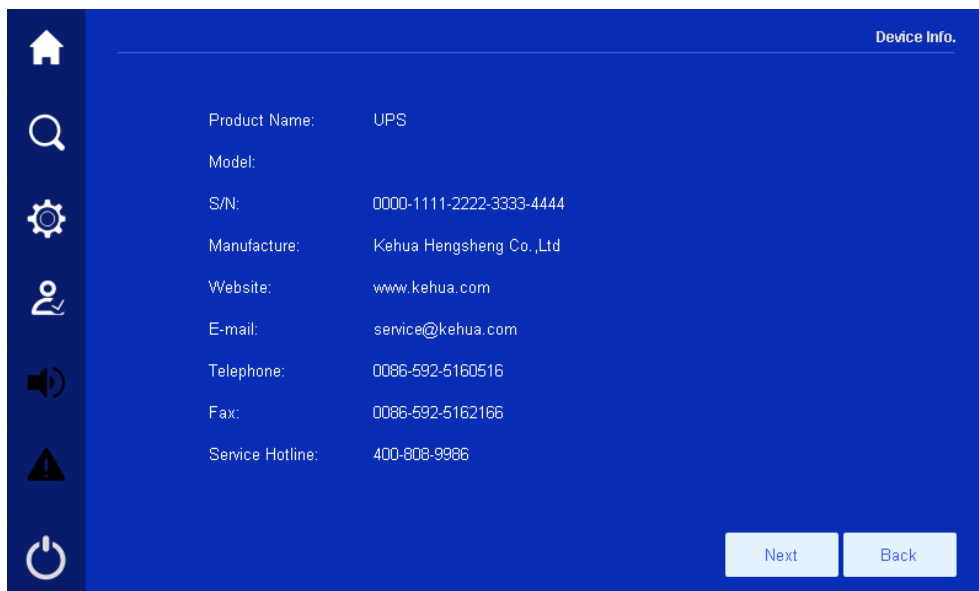 Device Info.
Product Name: UPS
Model:
S/N: 0000-1111-2222-3333-4444
Manufacture: Kehua Hengsheng Co.,Ltd
Website: www.kehua.com
E-mail: service@kehua.com
Telephone: 0086-592-5160516
Fax: 0086-592-5162166
Service Hotline: 400-808-9986
Next Back